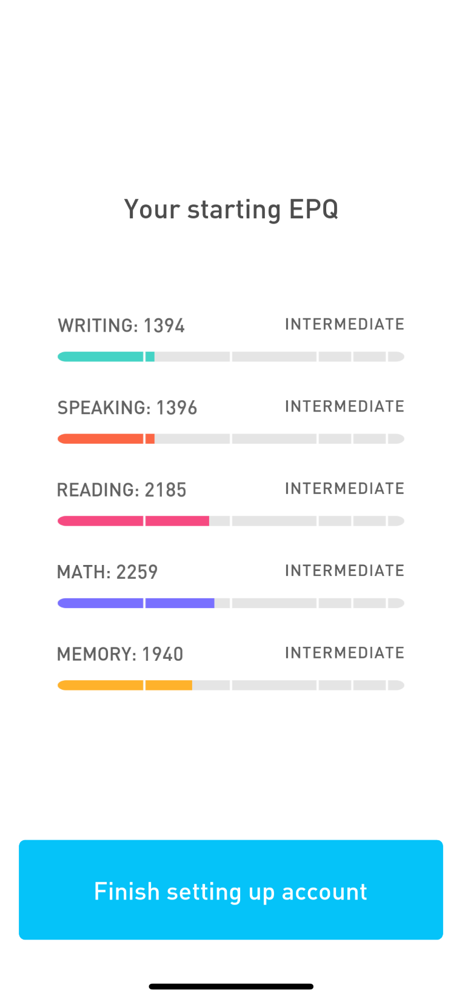 Your starting EPQ
WRITING: 1394 INTERMEDIATE
SPEAKING: 1396 INTERMEDIATE
READING: 2185 INTERMEDIATE
MATH: 2259 INTERMEDIATE
MEMORY: 1940 INTERMEDIATE
Finish setting up account